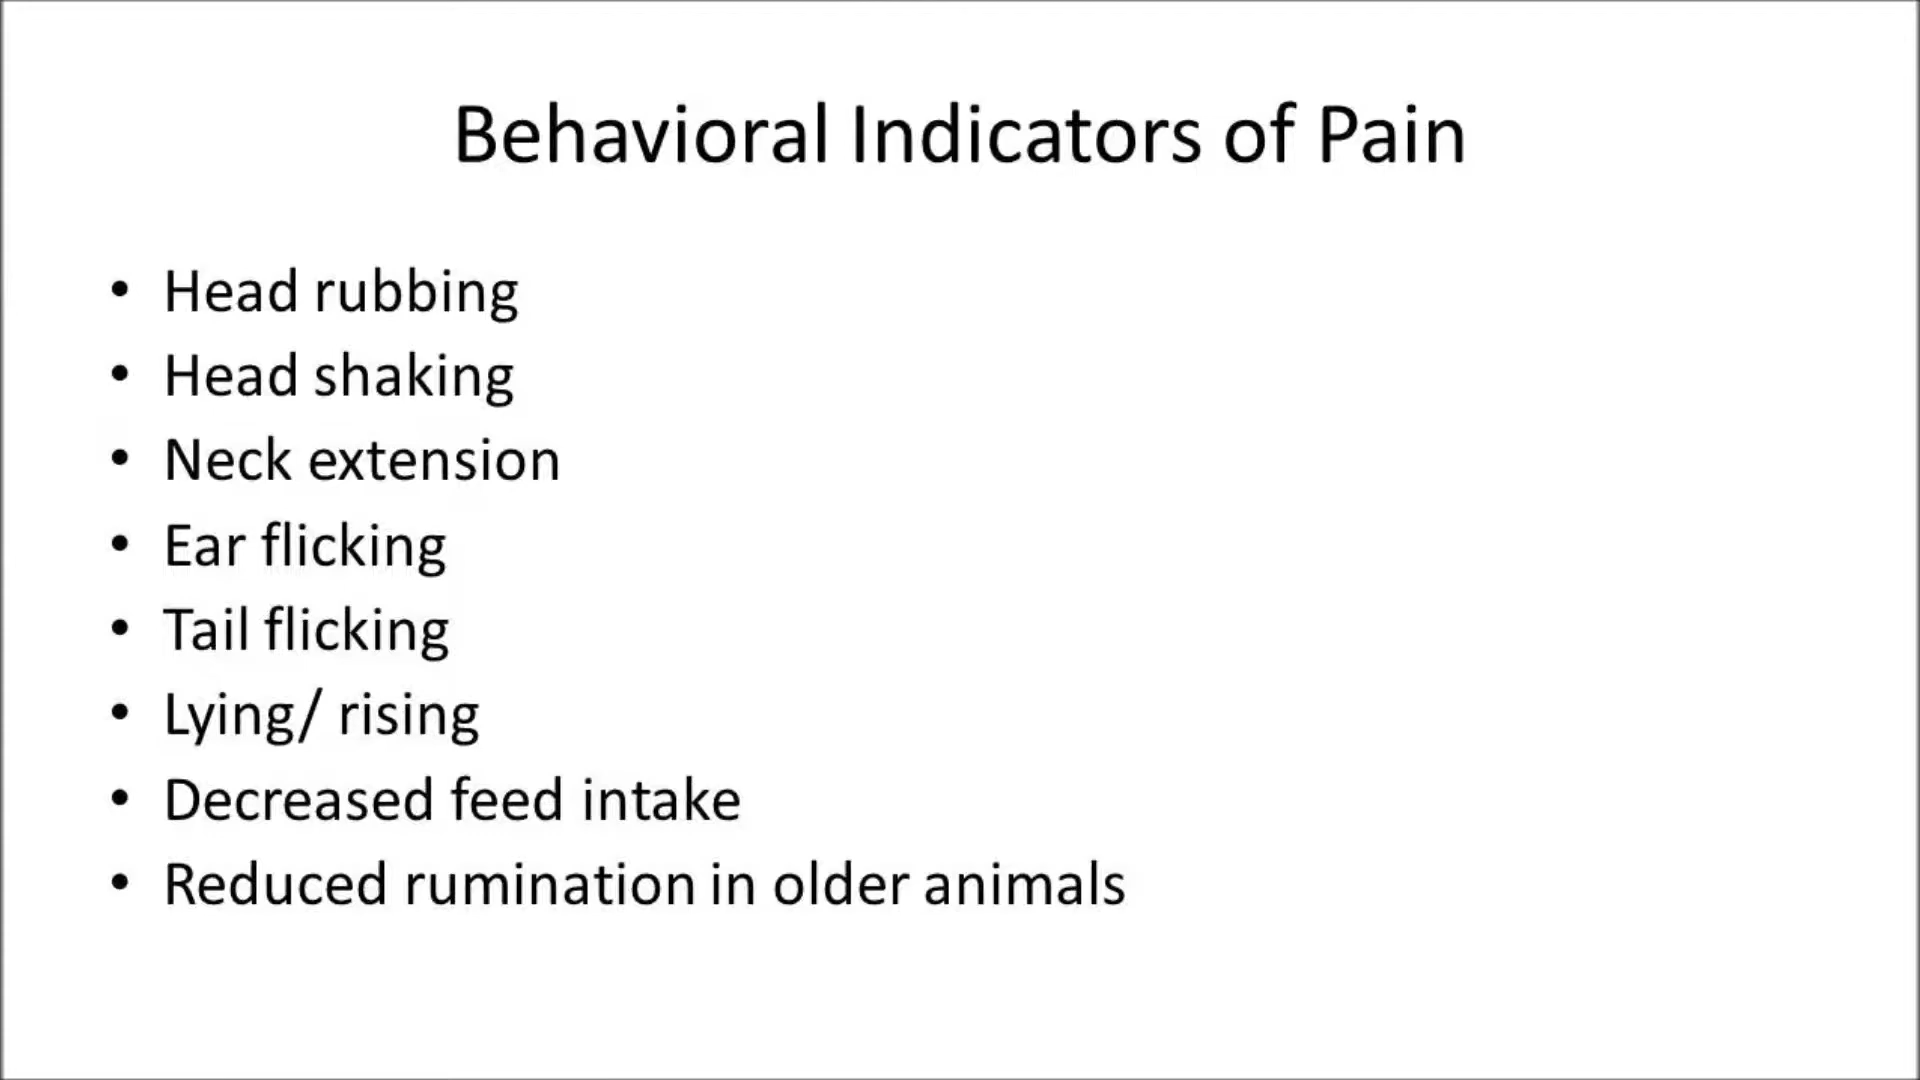 Behavioral Indicators of Pain
• Head rubbing
• Head shaking
• Neck extension
• Ear flicking
• Tail flicking
• Lying/ rising
• Decreased feed intake
• Reduced rumination in older animals